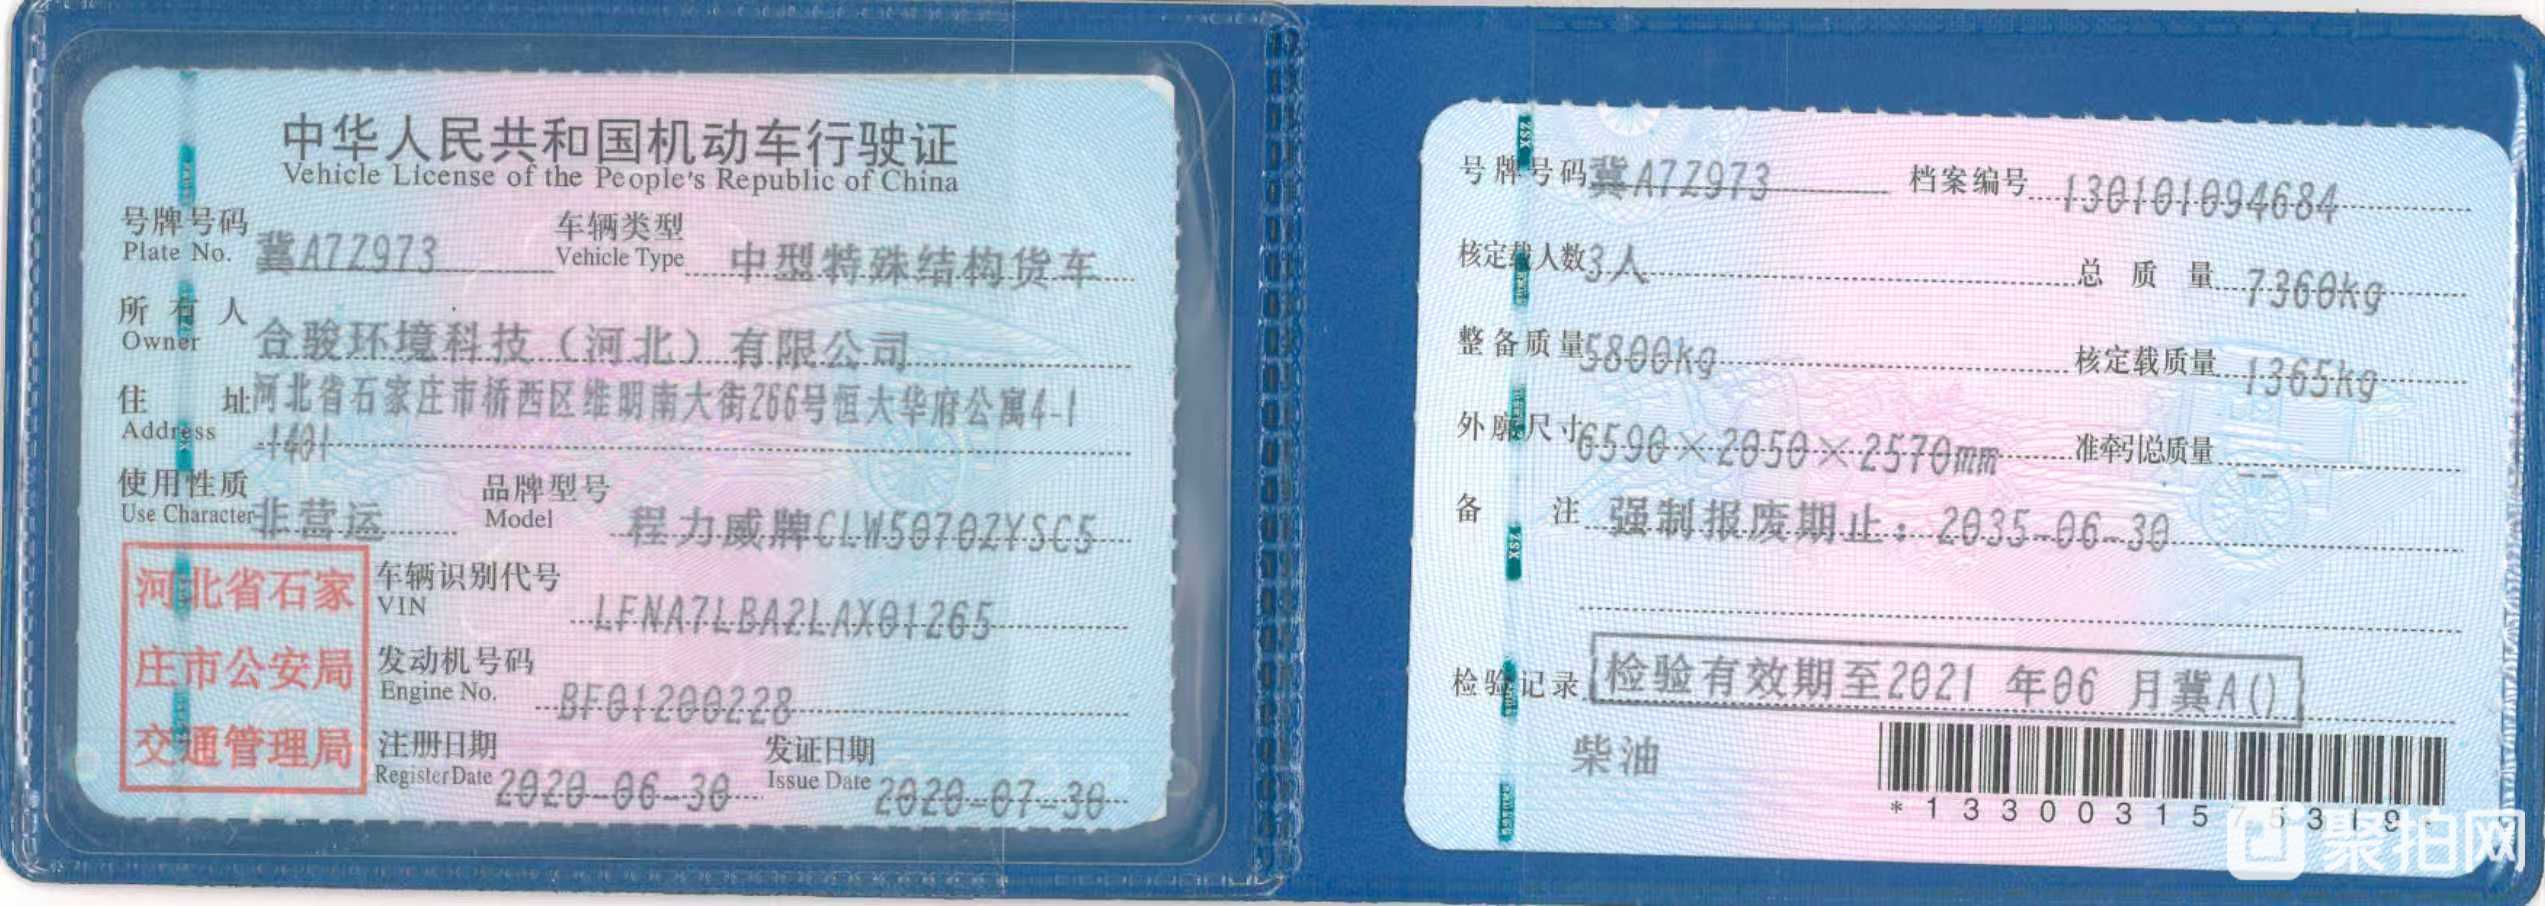 中华人民共和国机动车行驶证
Vehicle License of the People's Republic of China
号牌号码 冀A7Z973 车辆类型 中型特殊结构货车
Plate No. Vehicle Type
所有人 合骏环境科技（河北）有限公司
Owner
住址 河北省石家庄市桥西区维明南大街266号恒大华府公寓4-1
Address -1401
使用性质 非营运 品牌型号 程力威牌CLW5070ZYSC5
Use Character Model
河北省石家
庄市公安局
交通管理局
车辆识别代号 LFNA7LBA2LAX01265
VIN
发动机号码 BF01200228
Engine No.
注册日期 2020-06-30 发证日期 2020-07-30
Register Date Issue Date
号牌号码 冀A7Z973 档案编号 130101094684
核定载人数 3人 总质量 7360kg
整备质量 5800kg 核定载质量 1365kg
外廓尺寸 6590×2050×2570mm 准牵引总质量 --
备注 强制报废期止：2035-06-30
检验记录 检验有效期至2021年06月冀A()
柴油
*133003155319
聚拍网